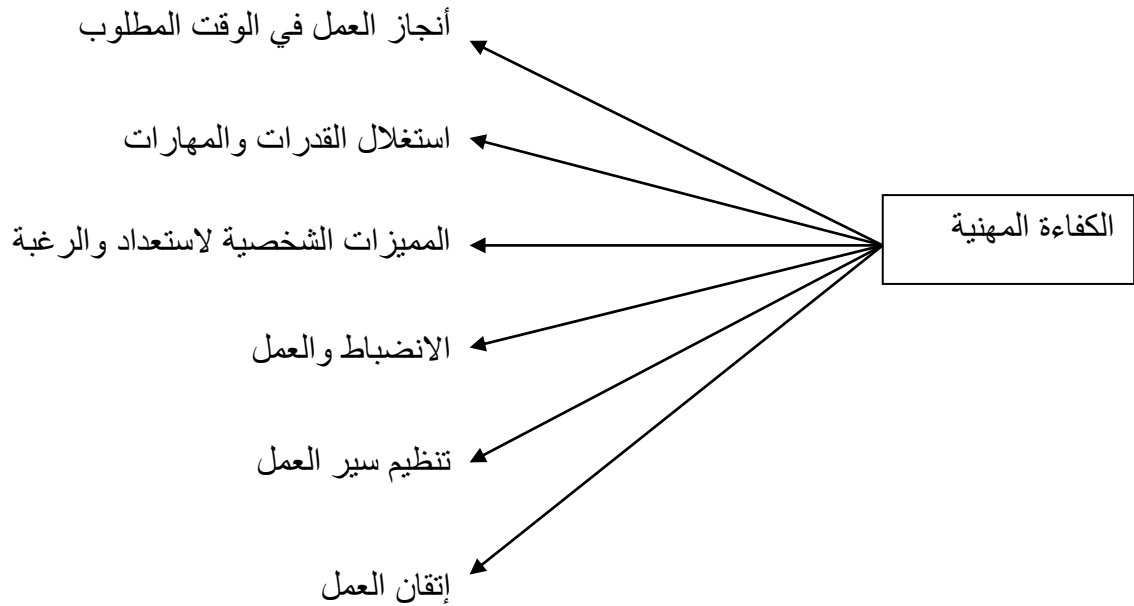 أنجاز العمل في الوقت المطلوب
استغلال القدرات والمهارات
الكفاءة المهنية
المميزات الشخصية لاستعداد والرغبة
الانضباط والعمل
تنظيم سير العمل
إتقان العمل